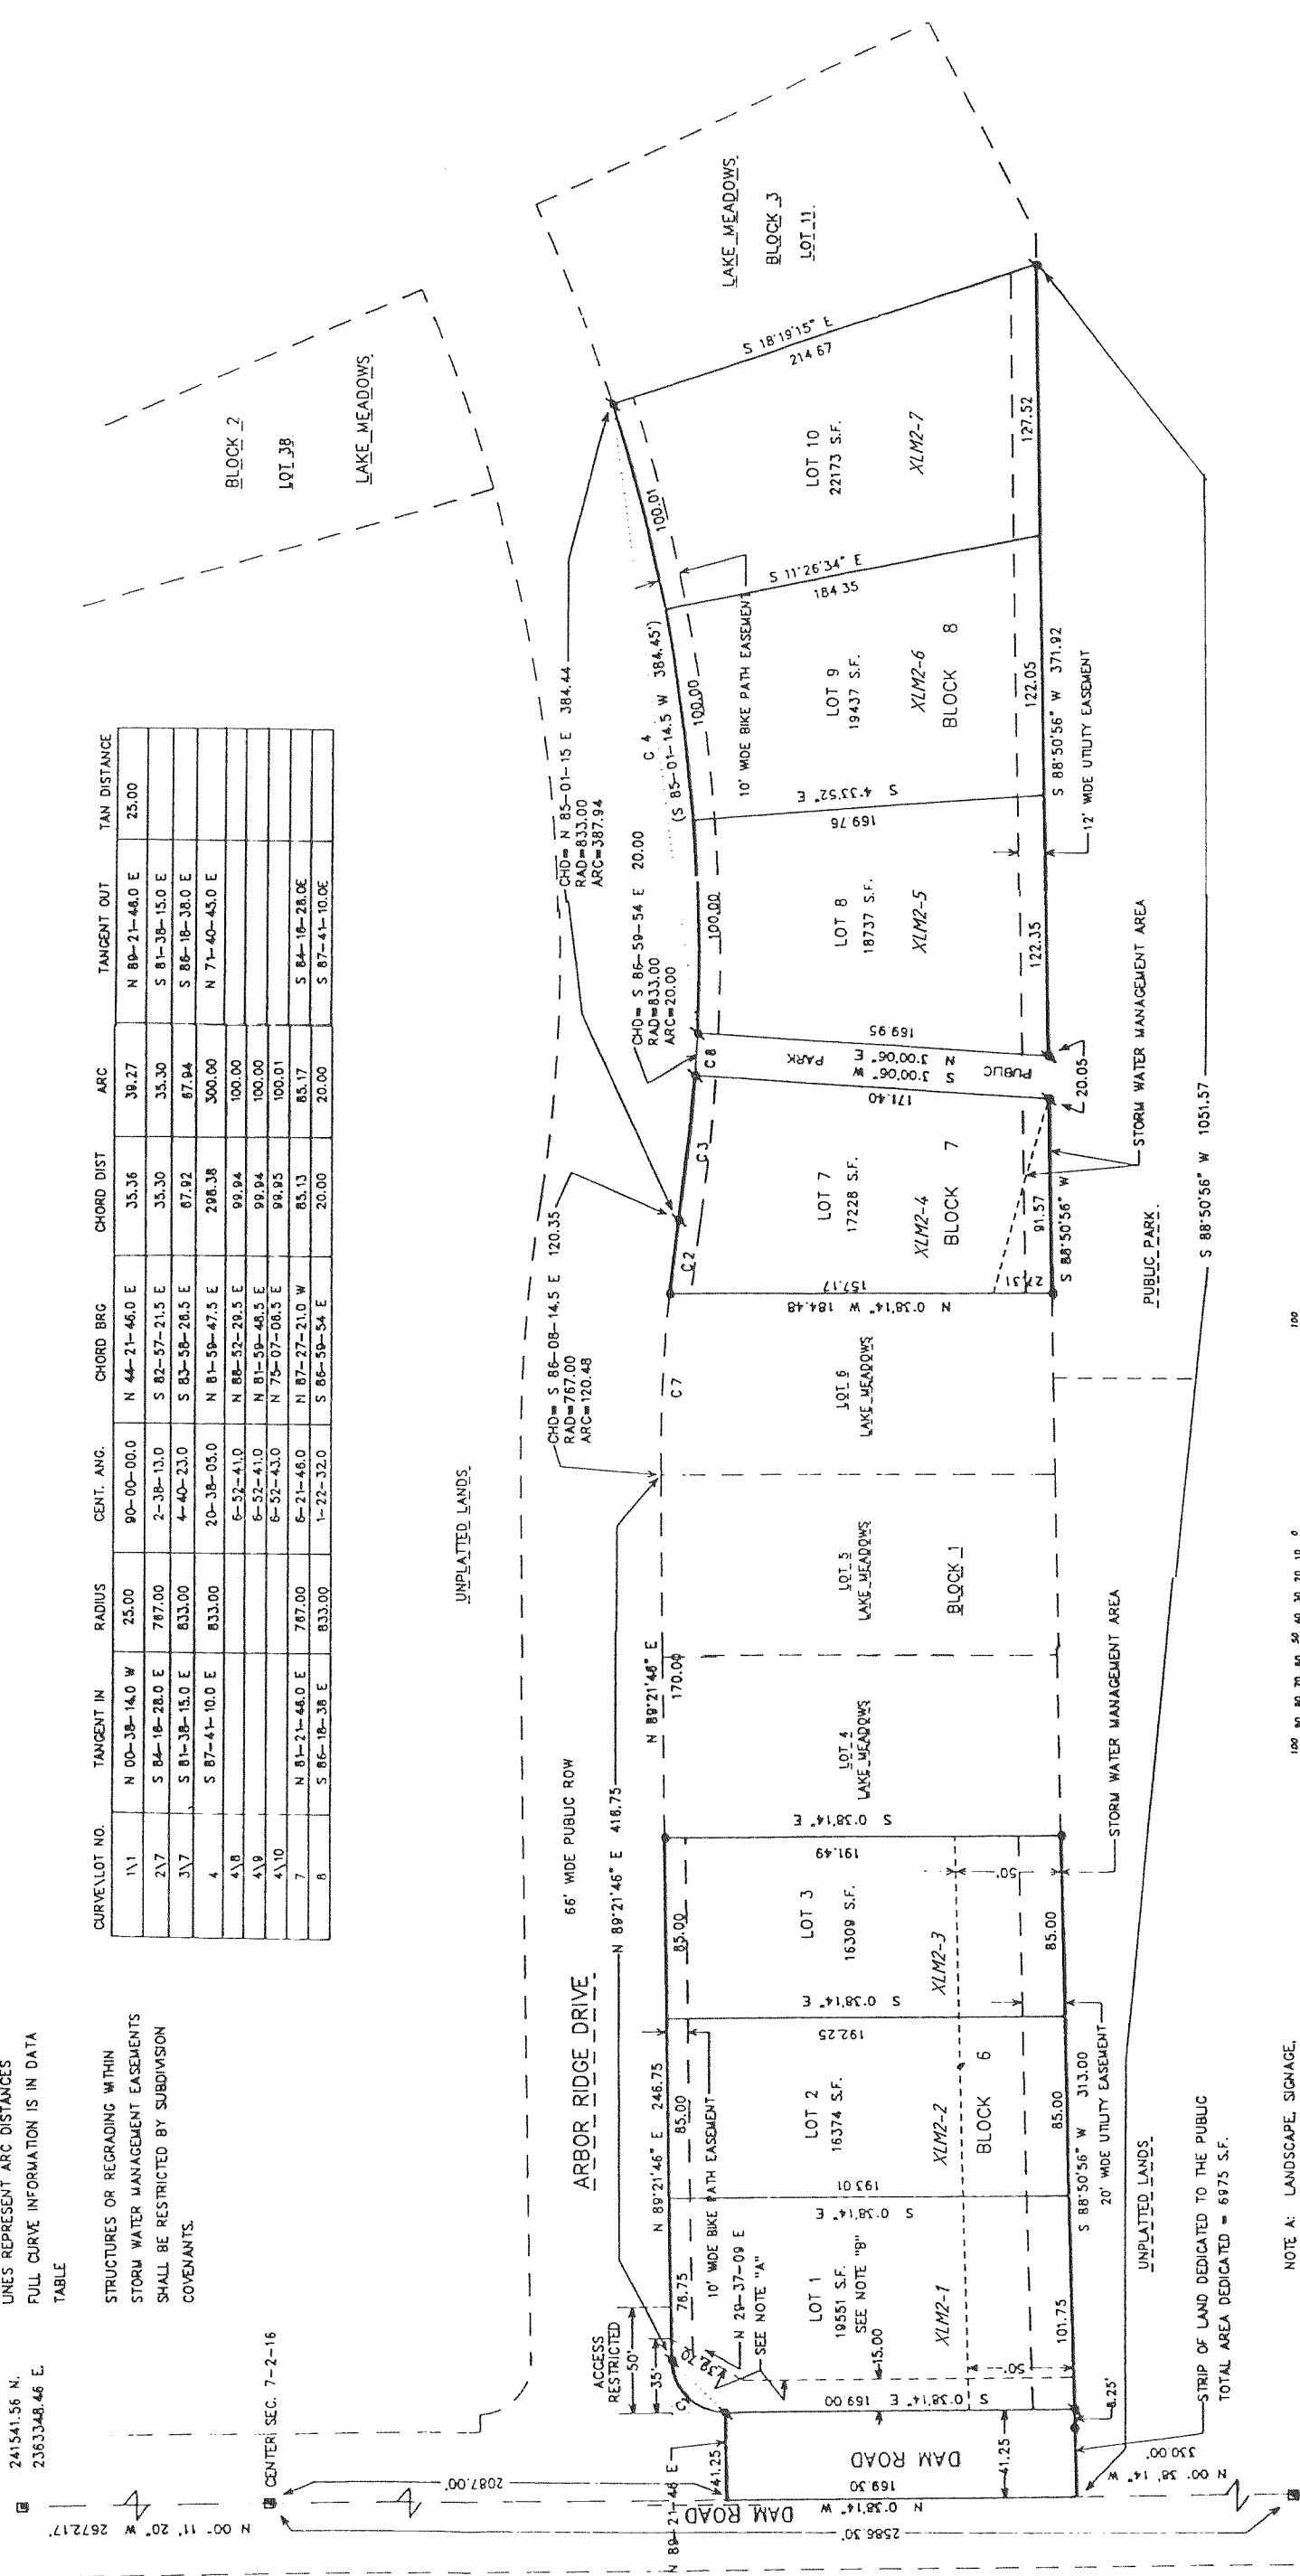 241541.56 N.
2363348.46 E.
LINES REPRESENT ARC DISTANCES
FULL CURVE INFORMATION IS IN DATA
TABLE
STRUCTURES OR REGRADING WITHIN
STORM WATER MANAGEMENT EASEMENTS
SHALL BE RESTRICTED BY SUBDIVISION
COVENANTS.
CURVE\LOT NO. TANGENT IN RADIUS CENT. ANG. CHORD BRG CHORD DIST ARC TANGENT OUT TAN DISTANCE
1\1 N 00-38-14.0 W 25.00 90-00-00.0 N 44-21-46.0 E 35.36 39.27 N 89-21-46.0 E 25.00
2\7 S 84-16-28.0 E 767.00 2-38-13.0 S 82-57-21.5 E 35.30 35.30 S 81-38-15.0 E
3\7 S 81-38-15.0 E 833.00 4-40-23.0 S 83-58-26.5 E 67.92 67.94 S 86-18-38.0 E
4 S 87-41-10.0 E 833.00 20-38-05.0 N 81-59-47.5 E 298.38 300.00 N 71-40-45.0 E
4\8 6-52-41.0 N 88-52-29.5 E 99.94 100.00
4\9 6-52-41.0 N 81-59-48.5 E 99.94 100.00
4\10 6-52-43.0 N 75-07-06.5 E 99.95 100.01
7 N 81-21-46.0 E 767.00 6-21-46.0 N 87-27-21.0 W 85.13 85.17 S 84-16-28.0E
8 S 86-18-38 E 833.00 1-22-32.0 S 86-59-54 E 20.00 20.00 S 87-41-10.0E
BLOCK 2
LOT 38
LAKE MEADOWS
LAKE MEADOWS
BLOCK 3
LOT 11
UNPLATTED LANDS
CENTER SEC. 7-2-16
N 00° 11' 20" W 2672.17'
2087.00'
2586.30'
N 89-21-46 E
41.25
DAM ROAD
N 0°38'14" W
169.30
DAM ROAD
41.25
N 00° 38' 14" W
330.00'
8.25'
ARBOR RIDGE DRIVE
66' WIDE PUBLIC ROW
N 89°21'46" E 416.75
ACCESS
RESTRICTED
50'
35'
C1
39.27
N 29-37-09 E
SEE NOTE "A"
N 89°21'46" E 246.75
76.75
85.00
85.00
10' WIDE BIKE PATH EASEMENT
LOT 1
19551 S.F.
SEE NOTE "B"
15.00
XLM2-1
S 0°38'14" E 169.00
50'
101.75
S 0°38'14" E
193.01
LOT 2
16374 S.F.
XLM2-2
BLOCK 6
85.00
192.25
S 0°38'14" E
LOT 3
16309 S.F.
XLM2-3
50'
85.00
191.49
S 0°38'14" E
S 88°50'56" W 313.00
20' WIDE UTILITY EASEMENT
STORM WATER MANAGEMENT AREA
UNPLATTED LANDS
STRIP OF LAND DEDICATED TO THE PUBLIC
TOTAL AREA DEDICATED = 6975 S.F.
NOTE A: LANDSCAPE, SIGNAGE,
N 89°21'46" E
170.00
LOT 4
LAKE MEADOWS
LOT 5
LAKE MEADOWS
BLOCK 1
LOT 6
LAKE MEADOWS
C7
CHD= S 86-08-14.5 E 120.35
RAD=767.00
ARC=120.48
N 0°38'14" W 184.48
157.17
27.31
C2
C3
LOT 7
17228 S.F.
XLM2-4
BLOCK 7
91.57
S 88°50'56" W
171.40
S 3°00'06" W
N 3°00'06" E
PUBLIC PARK
169.95
C8
20.05
CHD= S 86-59-54 E 20.00
RAD=833.00
ARC=20.00
CHD= N 85-01-15 E 384.44
RAD=833.00
ARC=387.94
C 4
(S 85-01-14.5 W 384.45')
100.00
LOT 8
18737 S.F.
XLM2-5
122.35
169.76
S 4°33'52" E
100.00
10' WIDE BIKE PATH EASEMENT
LOT 9
19437 S.F.
XLM2-6
BLOCK 8
122.05
S 11°26'34" E
184.35
100.01
LOT 10
22173 S.F.
XLM2-7
127.52
S 18°19'15" E
214.67
S 88°50'56" W 371.92
12' WIDE UTILITY EASEMENT
STORM WATER MANAGEMENT AREA
PUBLIC PARK
S 88°50'56" W 1051.57
100 90 80 70 60 50 40 30 20 10 0 100